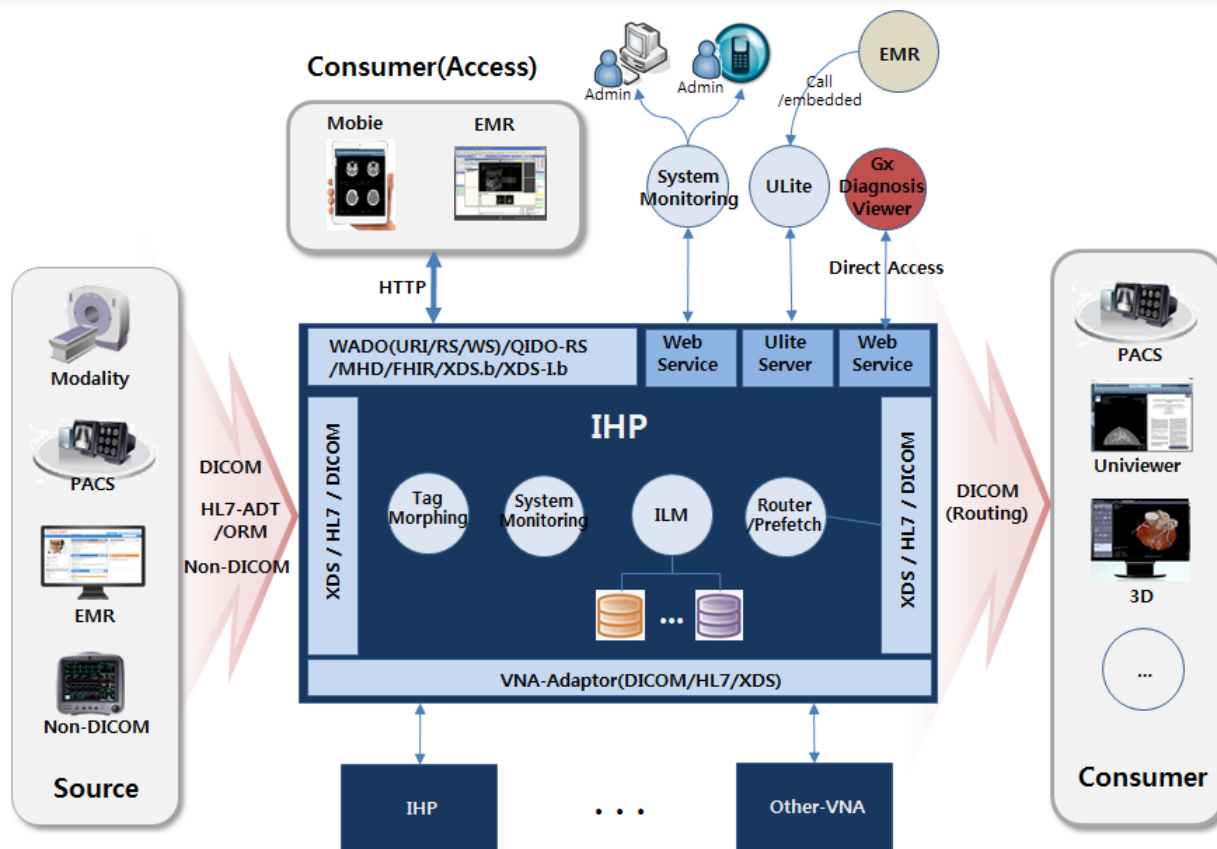 Consumer(Access)
Mobie
EMR
HTTP
Admin
Admin
EMR
Call
/embedded
System
Monitoring
ULite
Gx
Diagnosis
Viewer
Direct Access
Modality
PACS
EMR
Non-DICOM
Source
DICOM
HL7-ADT
/ORM
Non-DICOM
WADO(URI/RS/WS)/QIDO-RS
/MHD/FHIR/XDS.b/XDS-I.b
Web
Service
Ulite
Server
Web
Service
XDS / HL7 / DICOM
IHP
Tag
Morphing
System
Monitoring
ILM
Router
/Prefetch
...
XDS / HL7 / DICOM
VNA-Adaptor(DICOM/HL7/XDS)
IHP
. . .
Other-VNA
DICOM
(Routing)
PACS
Univiewer
3D
...
Consumer